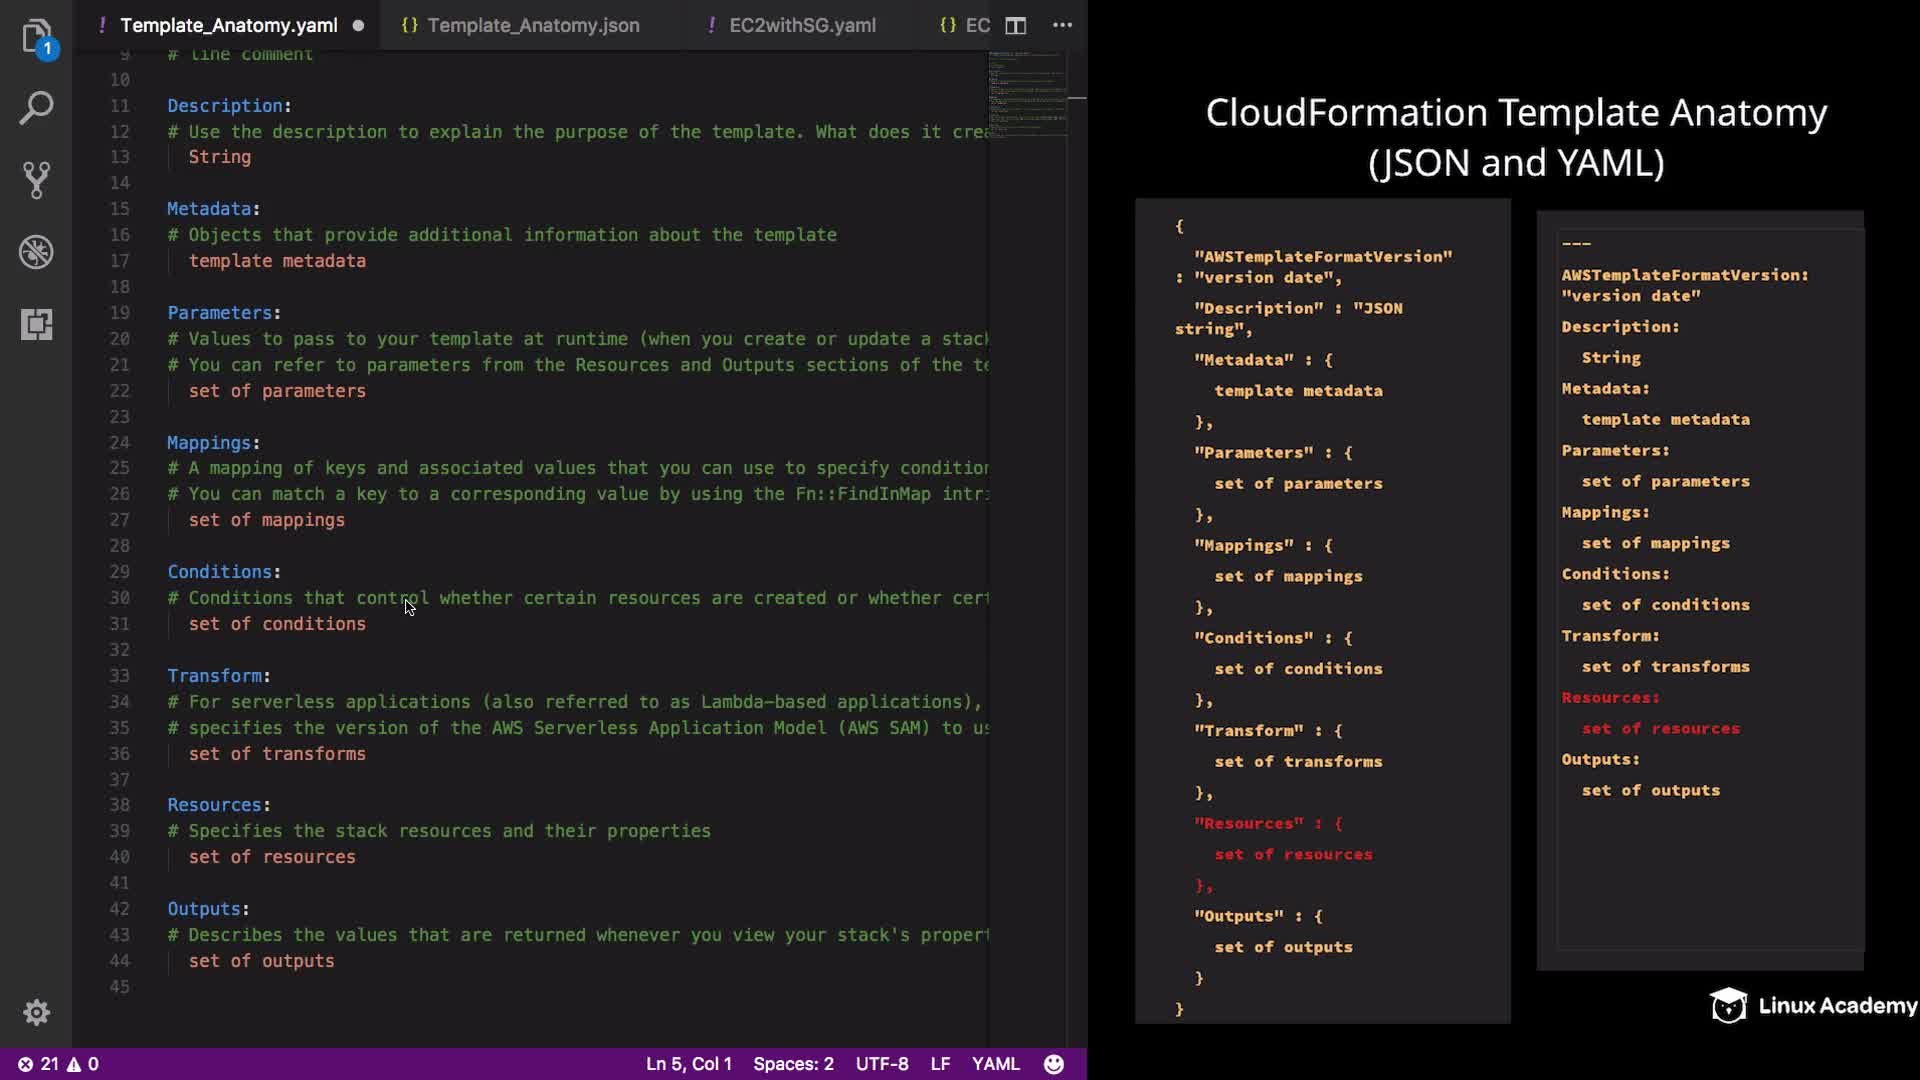 Template_Anatomy.yaml
Template_Anatomy.json
EC2withSG.yaml
EC
1
9 # line comment
10
11 Description:
12 # Use the description to explain the purpose of the template. What does it crea
13 String
14
15 Metadata:
16 # Objects that provide additional information about the template
17 template metadata
18
19 Parameters:
20 # Values to pass to your template at runtime (when you create or update a stack
21 # You can refer to parameters from the Resources and Outputs sections of the te
22 set of parameters
23
24 Mappings:
25 # A mapping of keys and associated values that you can use to specify condition
26 # You can match a key to a corresponding value by using the Fn::FindInMap intri
27 set of mappings
28
29 Conditions:
30 # Conditions that control whether certain resources are created or whether cert
31 set of conditions
32
33 Transform:
34 # For serverless applications (also referred to as Lambda-based applications),
35 # specifies the version of the AWS Serverless Application Model (AWS SAM) to us
36 set of transforms
37
38 Resources:
39 # Specifies the stack resources and their properties
40 set of resources
41
42 Outputs:
43 # Describes the values that are returned whenever you view your stack's propert
44 set of outputs
45
21 0
Ln 5, Col 1 Spaces: 2 UTF-8 LF YAML
CloudFormation Template Anatomy
(JSON and YAML)
{
"AWSTemplateFormatVersion"
: "version date",
"Description" : "JSON
string",
"Metadata" : {
template metadata
},
"Parameters" : {
set of parameters
},
"Mappings" : {
set of mappings
},
"Conditions" : {
set of conditions
},
"Transform" : {
set of transforms
},
"Resources" : {
set of resources
},
"Outputs" : {
set of outputs
}
}
---
AWSTemplateFormatVersion:
"version date"
Description:
String
Metadata:
template metadata
Parameters:
set of parameters
Mappings:
set of mappings
Conditions:
set of conditions
Transform:
set of transforms
Resources:
set of resources
Outputs:
set of outputs
Linux Academy